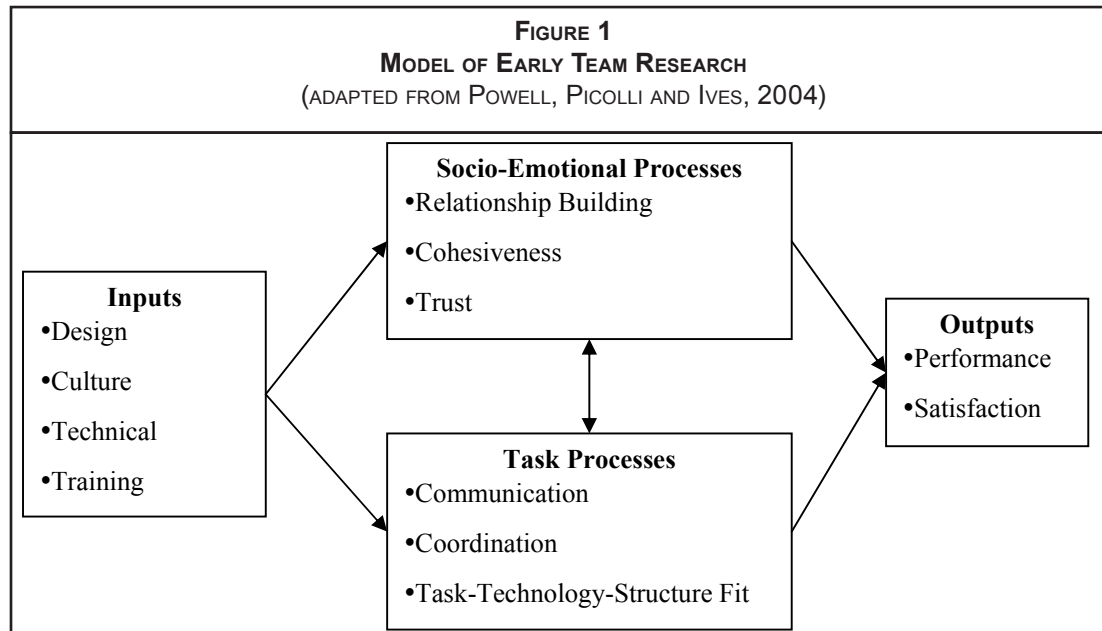 FIGURE 1
MODEL OF EARLY TEAM RESEARCH
(ADAPTED FROM POWELL, PICOLLI AND IVES, 2004)
Inputs
•Design
•Culture
•Technical
•Training
Socio-Emotional Processes
•Relationship Building
•Cohesiveness
•Trust
Task Processes
•Communication
•Coordination
•Task-Technology-Structure Fit
Outputs
•Performance
•Satisfaction